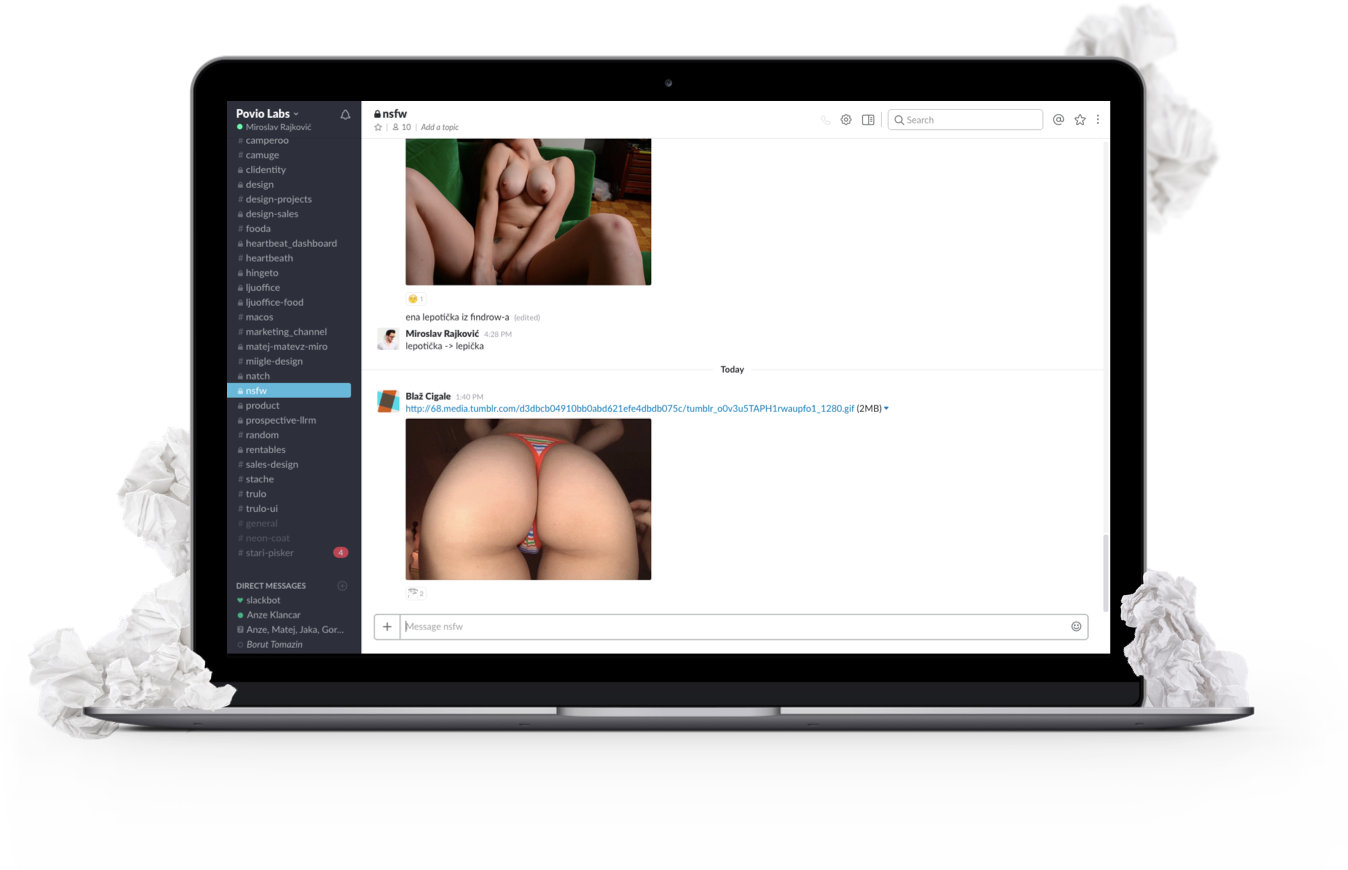 Povio Labs
Miroslav Rajković
# camperoo
# camuge
clidentity
design
# design-projects
design-sales
# fooda
heartbeat_dashboard
# heartbeath
hingeto
ljuoffice
ljuoffice-food
# macos
# marketing_channel
matej-matevz-miro
# miigle-design
natch
nsfw
product
prospective-llrm
# random
rentables
# sales-design
# stache
# trulo
# trulo-ui
# general
# neon-coat
# stari-pisker 4
DIRECT MESSAGES
slackbot
Anze Klancar
Anze, Matej, Jaka, Gor...
Borut Tomazin
nsfw
10 | Add a topic
Search
1
ena lepotička iz findrow-a (edited)
Miroslav Rajković 4:28 PM
lepotička -> lepička
Today
Blaž Cigale 1:40 PM
http://68.media.tumblr.com/d3dbcb04910bb0abd621efe4dbdb075c/tumblr_o0v3u5TAPH1rwaupfo1_1280.gif (2MB)
2
Message nsfw